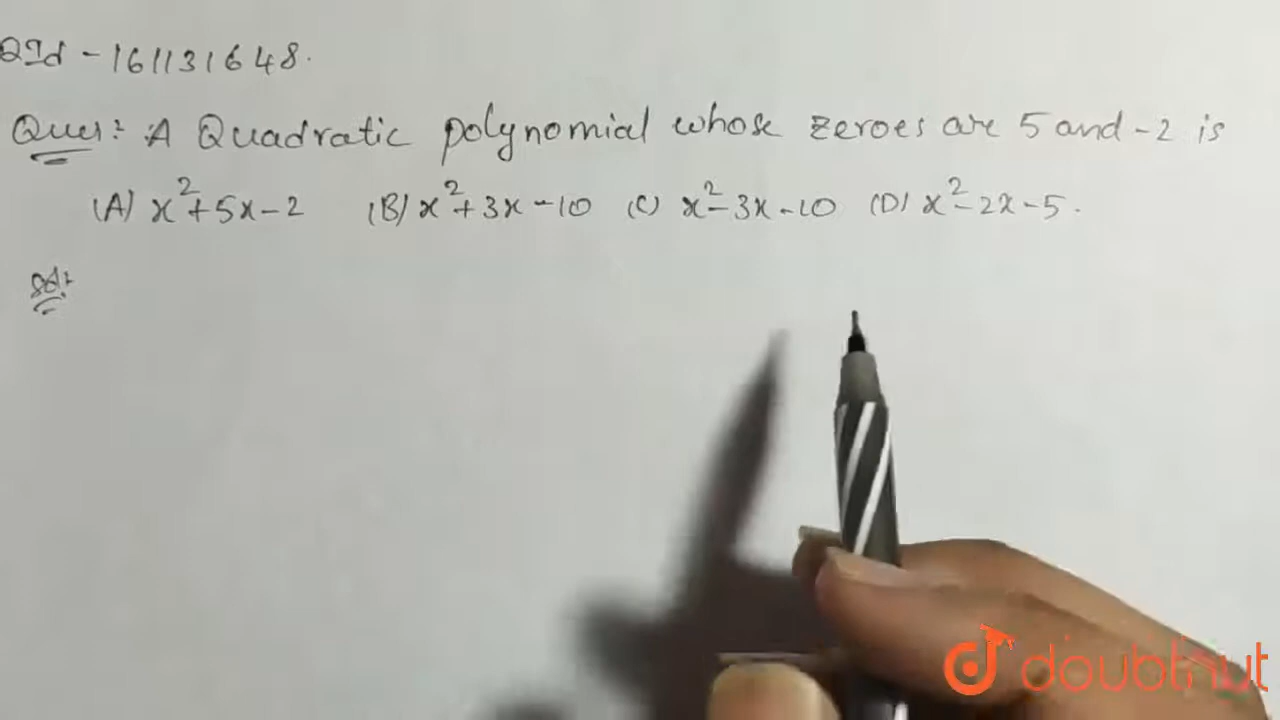 QId - 161131648.
Ques: A Quadratic polynomial whose zeroes are 5 and -2 is
(A) x²+5x-2 (B) x²+3x-10 (C) x²-3x-10 (D) x²-2x-5.
Sol:
doubtnut